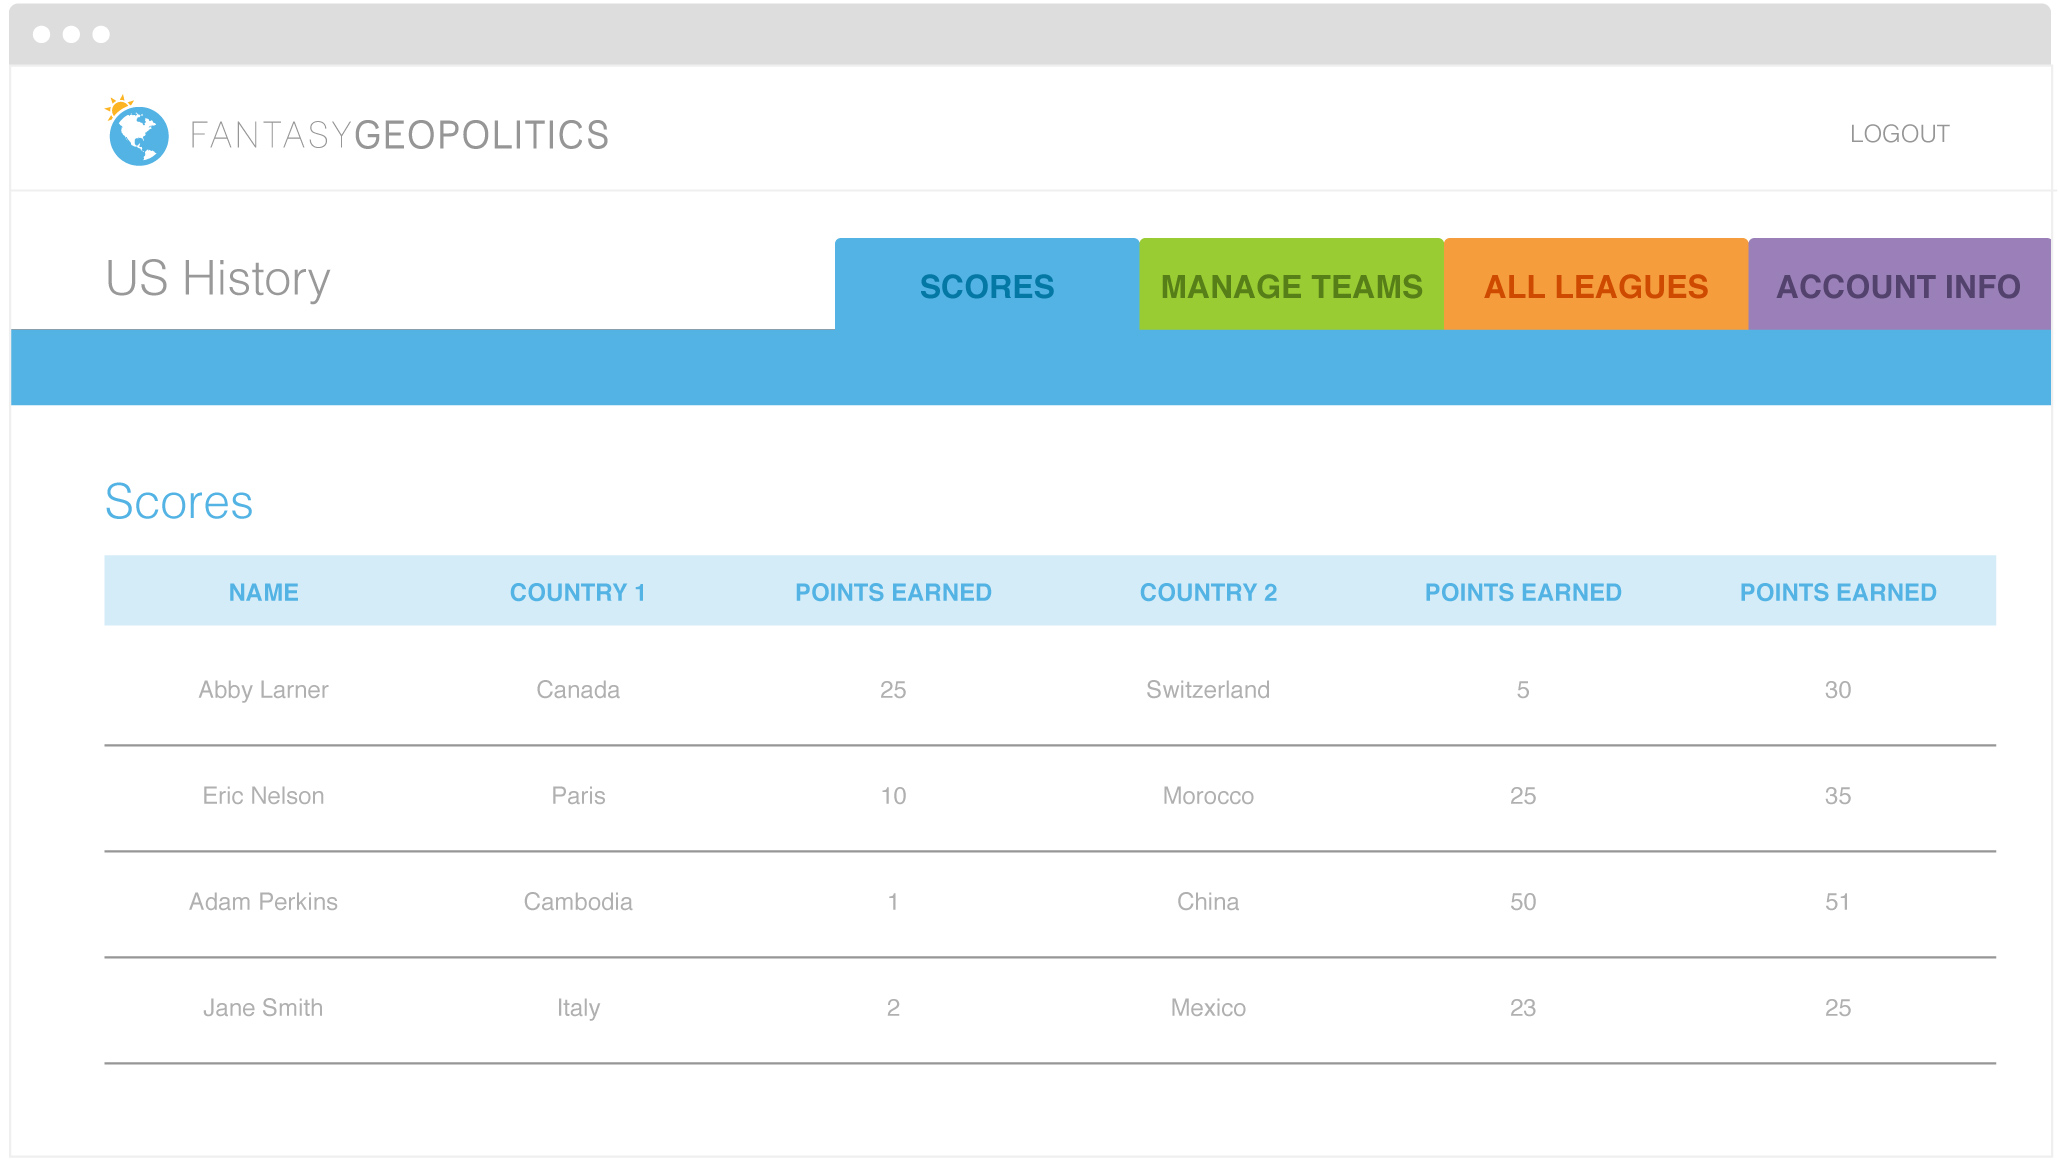 FANTASYGEOPOLITICS
LOGOUT
US History
SCORES MANAGE TEAMS ALL LEAGUES ACCOUNT INFO
Scores
NAME COUNTRY 1 POINTS EARNED COUNTRY 2 POINTS EARNED POINTS EARNED
Abby Larner Canada 25 Switzerland 5 30
Eric Nelson Paris 10 Morocco 25 35
Adam Perkins Cambodia 1 China 50 51
Jane Smith Italy 2 Mexico 23 25